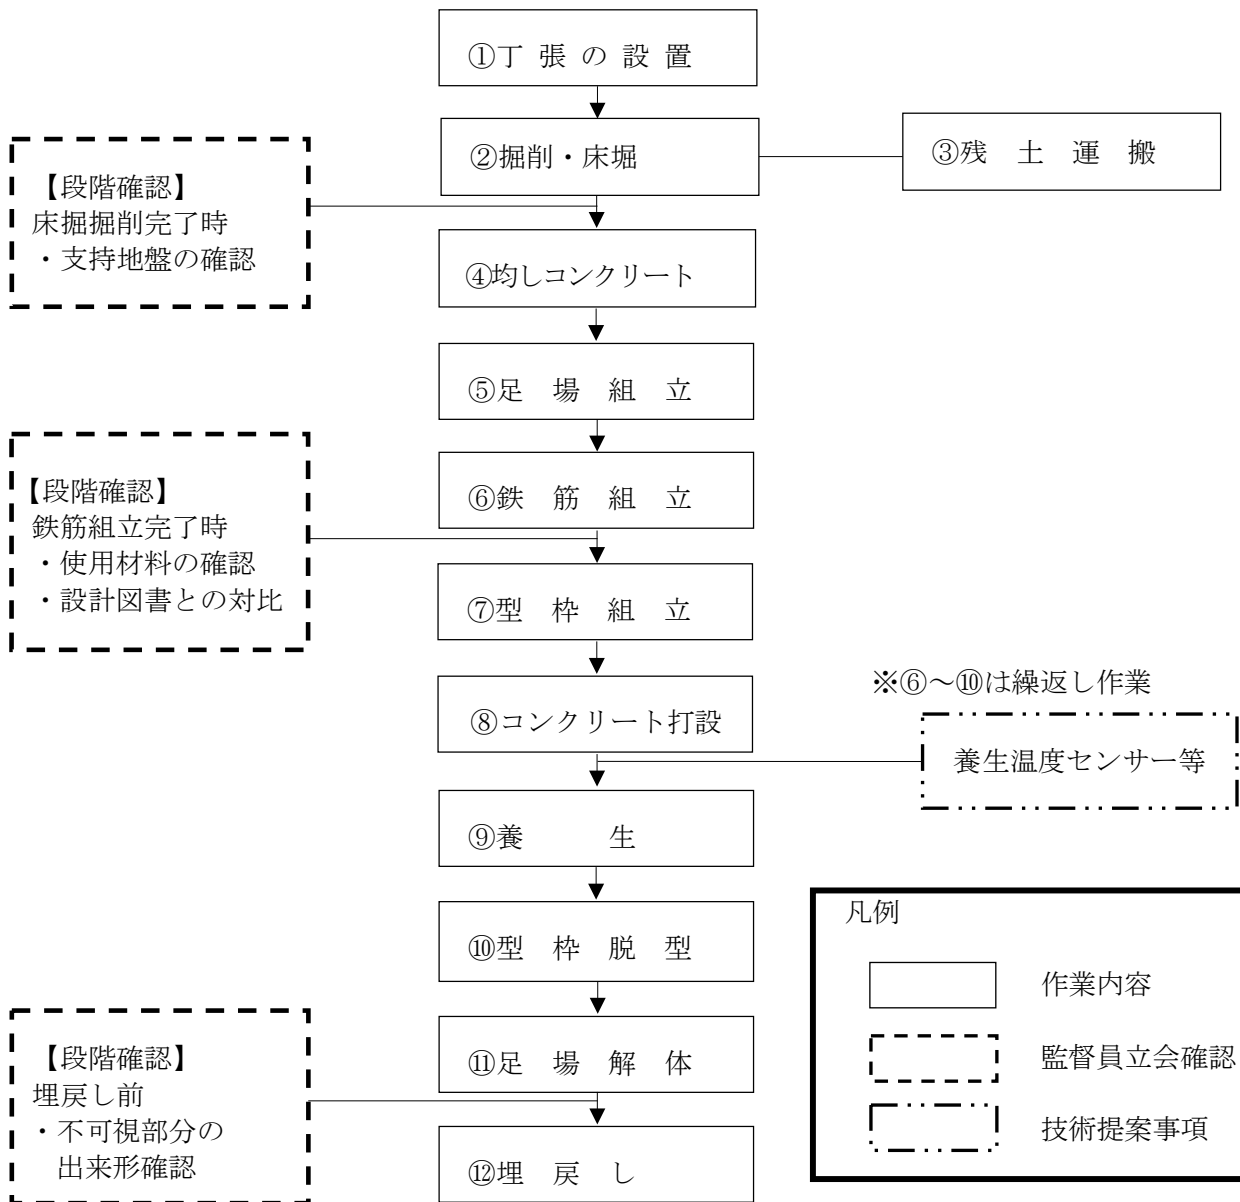 ①丁張の設置
②掘削・床堀
③残土運搬
【段階確認】
床掘掘削完了時
・支持地盤の確認
④均しコンクリート
⑤足場組立
【段階確認】
鉄筋組立完了時
・使用材料の確認
・設計図書との対比
⑥鉄筋組立
⑦型枠組立
※⑥~⑩は繰返し作業
⑧コンクリート打設
養生温度センサー等
⑨養生
⑩型枠脱型
凡例
作業内容
監督員立会確認
技術提案事項
【段階確認】
埋戻し前
・不可視部分の
出来形確認
⑪足場解体
⑫埋戻し